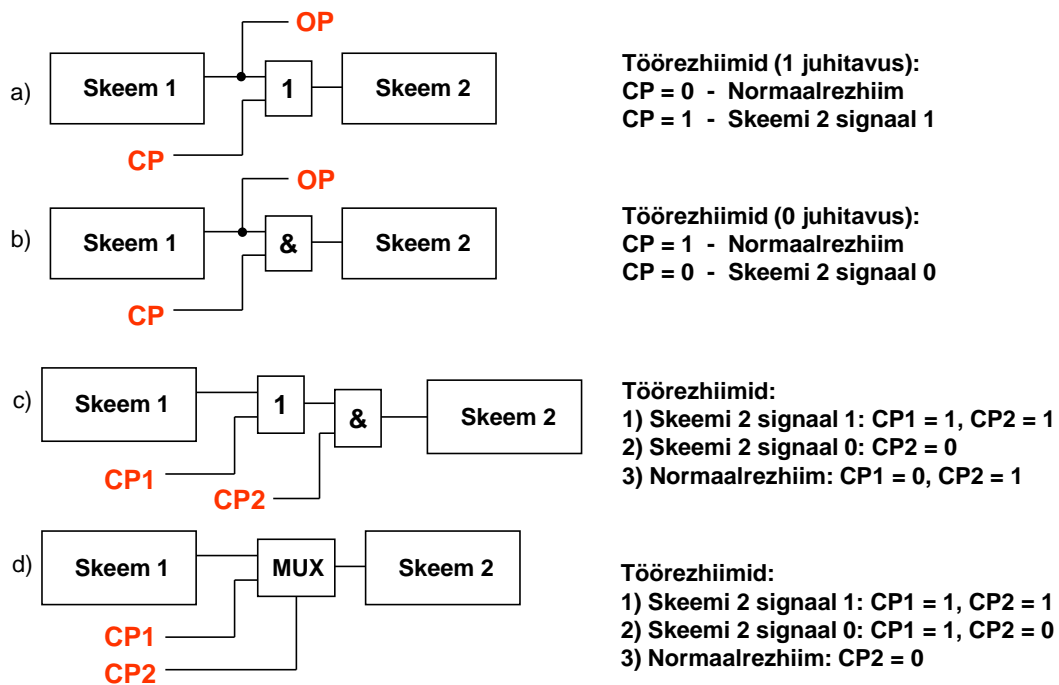 OP
a)
Skeem 1
1
Skeem 2
CP
Töörezhiimid (1 juhitavus):
CP = 0 - Normaalrezhiim
CP = 1 - Skeemi 2 signaal 1
OP
b)
Skeem 1
&
Skeem 2
CP
Töörezhiimid (0 juhitavus):
CP = 1 - Normaalrezhiim
CP = 0 - Skeemi 2 signaal 0
c)
Skeem 1
1
&
Skeem 2
CP1
CP2
Töörezhiimid:
1) Skeemi 2 signaal 1: CP1 = 1, CP2 = 1
2) Skeemi 2 signaal 0: CP2 = 0
3) Normaalrezhiim: CP1 = 0, CP2 = 1
d)
Skeem 1
MUX
Skeem 2
CP1
CP2
Töörezhiimid:
1) Skeemi 2 signaal 1: CP1 = 1, CP2 = 1
2) Skeemi 2 signaal 0: CP1 = 1, CP2 = 0
3) Normaalrezhiim: CP2 = 0